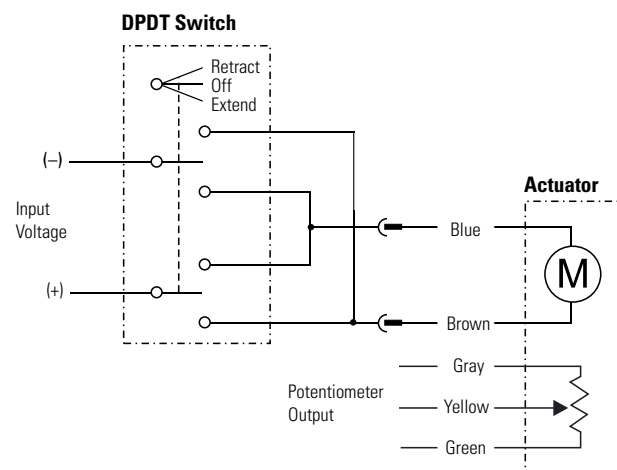 DPDT Switch
Retract
Off
Extend
(–)
Input
Voltage
(+)
Actuator
Blue
M
Brown
Gray
Potentiometer
Output
Yellow
Green